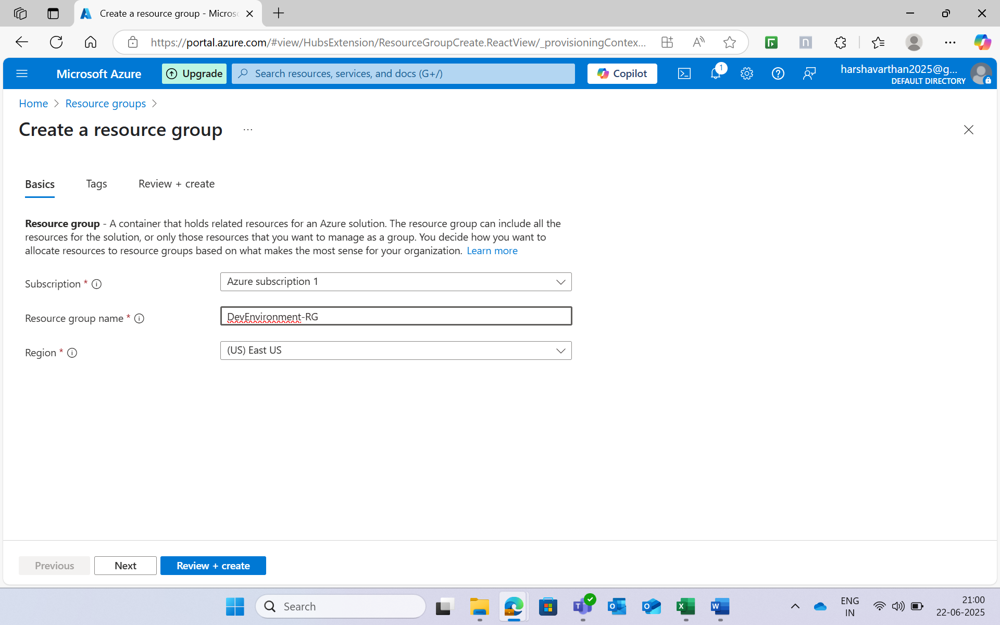 Create a resource group - Micros
https://portal.azure.com/#view/HubsExtension/ResourceGroupCreate.ReactView/_provisioningContex...
Microsoft Azure
Upgrade
Search resources, services, and docs (G+/)
Copilot
1
harshavarthan2025@g...
DEFAULT DIRECTORY
Home > Resource groups >
Create a resource group ...
Basics Tags Review + create
Resource group - A container that holds related resources for an Azure solution. The resource group can include all the
resources for the solution, or only those resources that you want to manage as a group. You decide how you want to
allocate resources to resource groups based on what makes the most sense for your organization. Learn more
Subscription * Azure subscription 1
Resource group name * DevEnvironment-RG
Region * (US) East US
Previous Next Review + create
Search
ENG
IN
21:00
22-06-2025